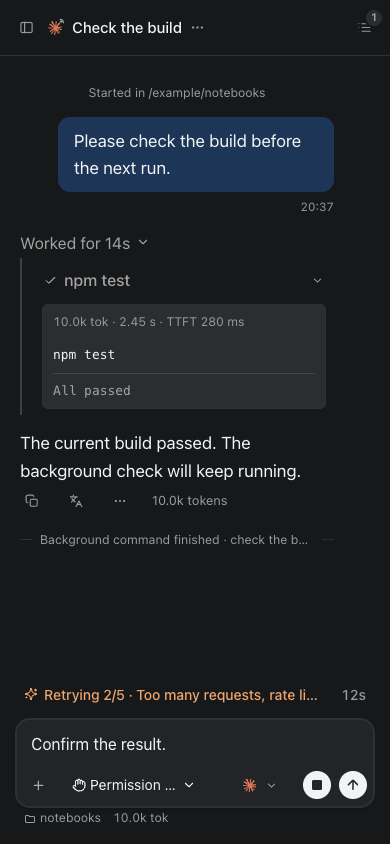 Check the build ···
1
Started in /example/notebooks
Please check the build before
the next run.
20:37
Worked for 14s
npm test
10.0k tok · 2.45 s · TTFT 280 ms
npm test
All passed
The current build passed. The
background check will keep running.
10.0k tokens
Background command finished · check the b...
Retrying 2/5 · Too many requests, rate li... 12s
Confirm the result.
Permission ...
notebooks 10.0k tok